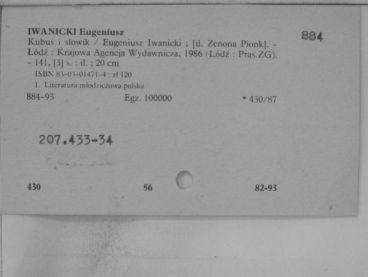 IWANICKI Eugeniusz
884
Kubuś i słowik / Eugeniusz Iwanicki ; [il. Zenona Pionk]. -
Łódź : Krajowa Agencja Wydawnicza, 1986 (Łódź : Pras.ZG).
- 141, [3] s. : il. ; 20 cm
ISBN 83-03-01471-4 : zł 120
1. Literatura młodzieżowa polska
884-93 Egz. 100000 * 430/87
207.433-34
430 56 82-93